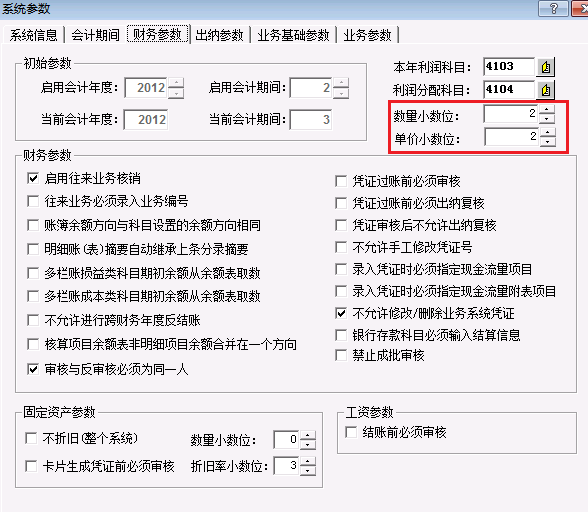 系统参数
系统信息 会计期间 财务参数 出纳参数 业务基础参数 业务参数
初始参数
启用会计年度: 2012 启用会计期间: 2
当前会计年度: 2012 当前会计期间: 3
本年利润科目: 4103
利润分配科目: 4104
数量小数位: 2
单价小数位: 2
财务参数
启用往来业务核销
往来业务必须录入业务编号
账簿余额方向与科目设置的余额方向相同
明细账(表)摘要自动继承上条分录摘要
多栏账损益类科目期初余额从余额表取数
多栏账成本类科目期初余额从余额表取数
不允许进行跨财务年度反结账
核算项目余额表非明细项目余额合并在一个方向
审核与反审核必须为同一人
凭证过账前必须审核
凭证过账前必须出纳复核
凭证审核后不允许出纳复核
不允许手工修改凭证号
录入凭证时必须指定现金流量项目
录入凭证时必须指定现金流量附表项目
不允许修改/删除业务系统凭证
银行存款科目必须输入结算信息
禁止成批审核
固定资产参数
不折旧(整个系统) 数量小数位: 0
卡片生成凭证前必须审核 折旧率小数位: 3
工资参数
结账前必须审核